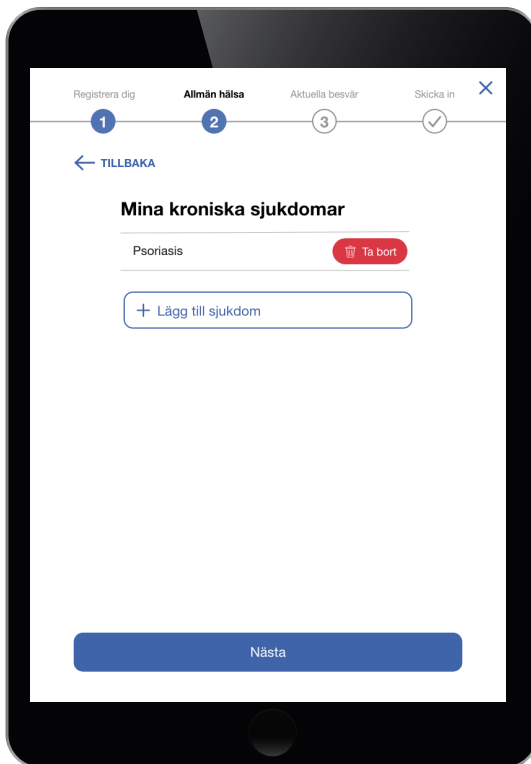 Registrera dig
Allmän hälsa
Aktuella besvär
Skicka in
1
2
3
TILLBAKA
Mina kroniska sjukdomar
Psoriasis
Ta bort
+ Lägg till sjukdom
Nästa